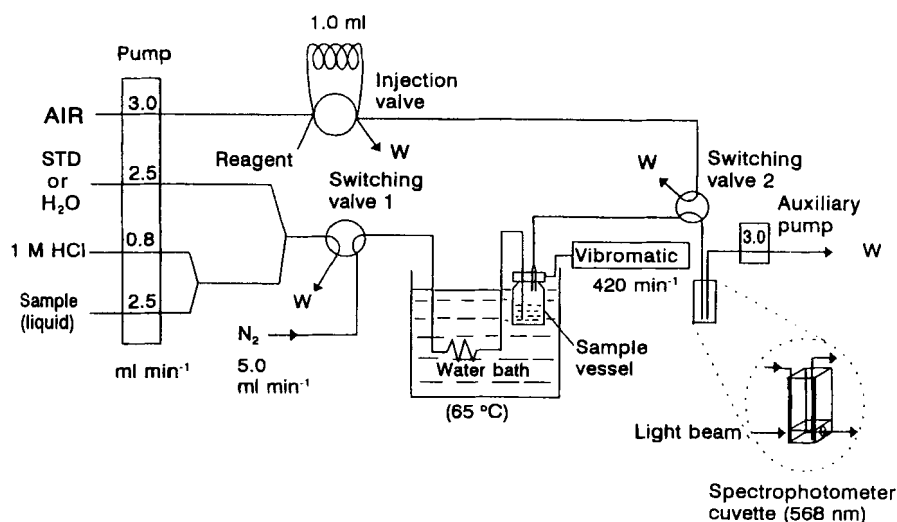 1.0 ml
Pump
Injection
valve
AIR
3.0
Reagent
W
STD
or
H₂O
2.5
Switching
valve 1
W
Switching
valve 2
Auxiliary
pump
3.0
W
1 M HCl
0.8
W
Vibromatic
420 min⁻¹
Sample
(liquid)
2.5
N₂
5.0
ml min⁻¹
ml min⁻¹
Water bath
(65 °C)
Sample
vessel
Light beam
Spectrophotometer
cuvette (568 nm)